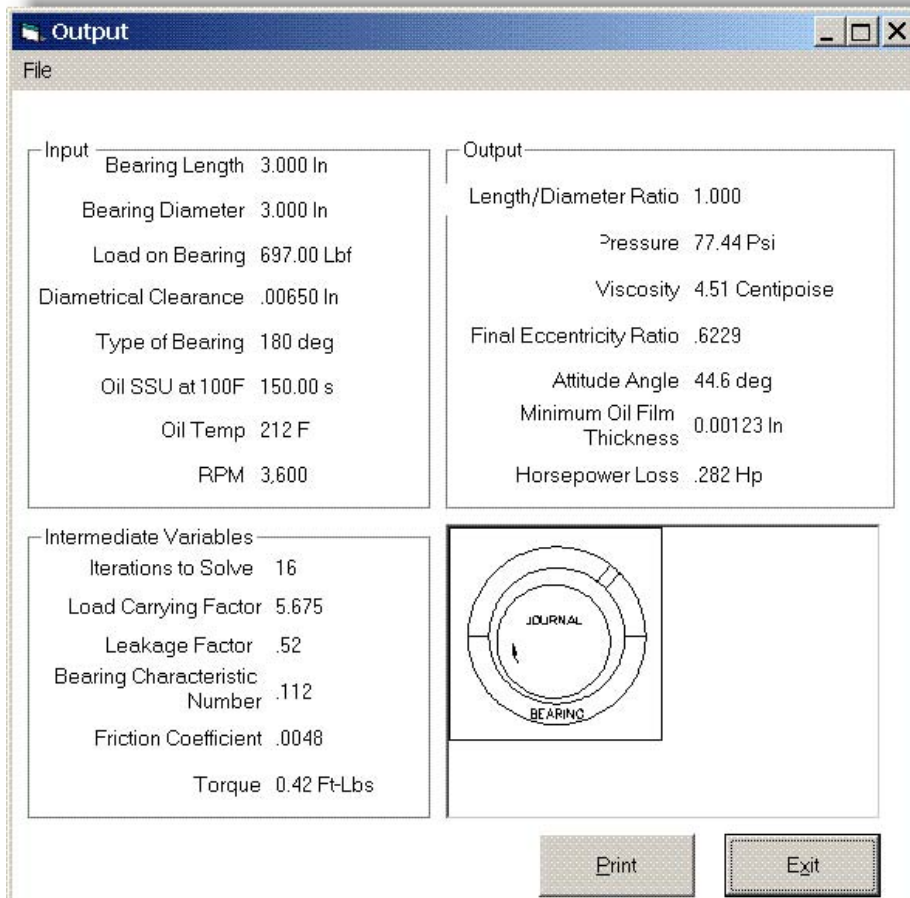 Output
File
Input
Bearing Length 3.000 In
Bearing Diameter 3.000 In
Load on Bearing 697.00 Lbf
Diametrical Clearance .00650 In
Type of Bearing 180 deg
Oil SSU at 100F 150.00 s
Oil Temp 212 F
RPM 3,600
Output
Length/Diameter Ratio 1.000
Pressure 77.44 Psi
Viscosity 4.51 Centipoise
Final Eccentricity Ratio .6229
Attitude Angle 44.6 deg
Minimum Oil Film
Thickness 0.00123 In
Horsepower Loss .282 Hp
Intermediate Variables
Iterations to Solve 16
Load Carrying Factor 5.675
Leakage Factor .52
Bearing Characteristic
Number .112
Friction Coefficient .0048
Torque 0.42 Ft-Lbs
JOURNAL
BEARING
Print
Exit